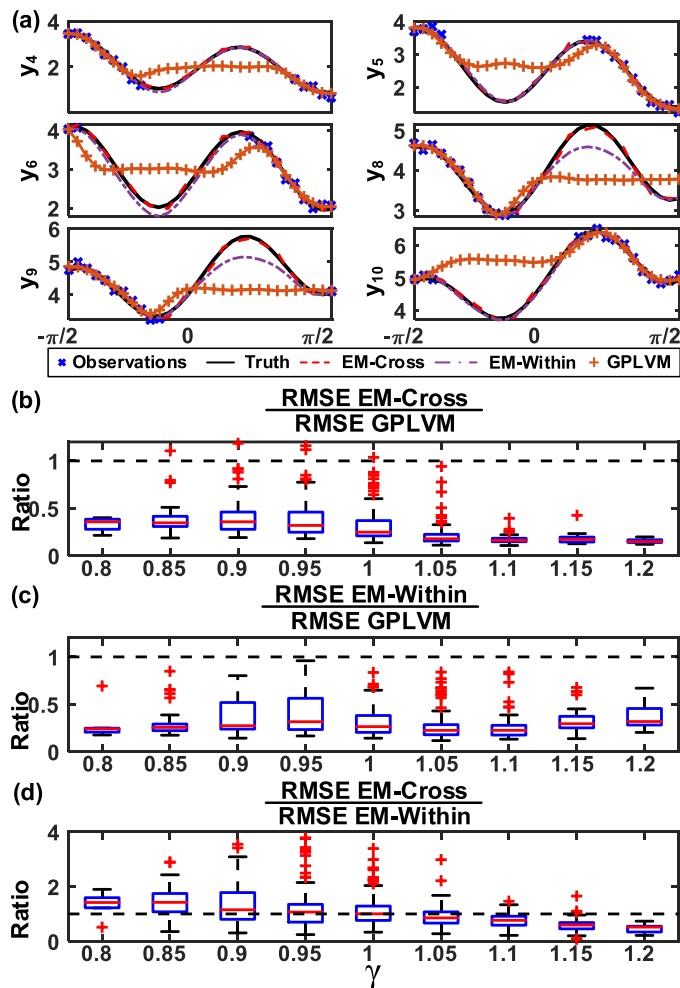 (a)
4
2
y4
4
3
2
y5
4
3
2
y6
5
4
3
y8
6
5
4
y9
6
5
4
y10
-π/2 0 π/2
-π/2 0 π/2
Observations Truth EM-Cross EM-Within GPLVM
(b)
RMSE EM-Cross
RMSE GPLVM
Ratio
1
0.5
0
0.8 0.85 0.9 0.95 1 1.05 1.1 1.15 1.2
(c)
RMSE EM-Within
RMSE GPLVM
Ratio
1
0.5
0
0.8 0.85 0.9 0.95 1 1.05 1.1 1.15 1.2
(d)
RMSE EM-Cross
RMSE EM-Within
Ratio
4
2
0
0.8 0.85 0.9 0.95 1 1.05 1.1 1.15 1.2
γ